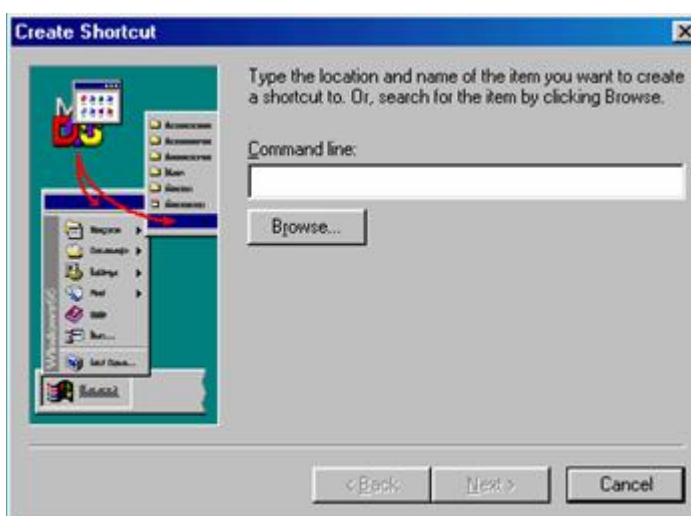 Create Shortcut
Type the location and name of the item you want to create
a shortcut to. Or, search for the item by clicking Browse.
Command line:
Browse...
< Back
Next >
Cancel